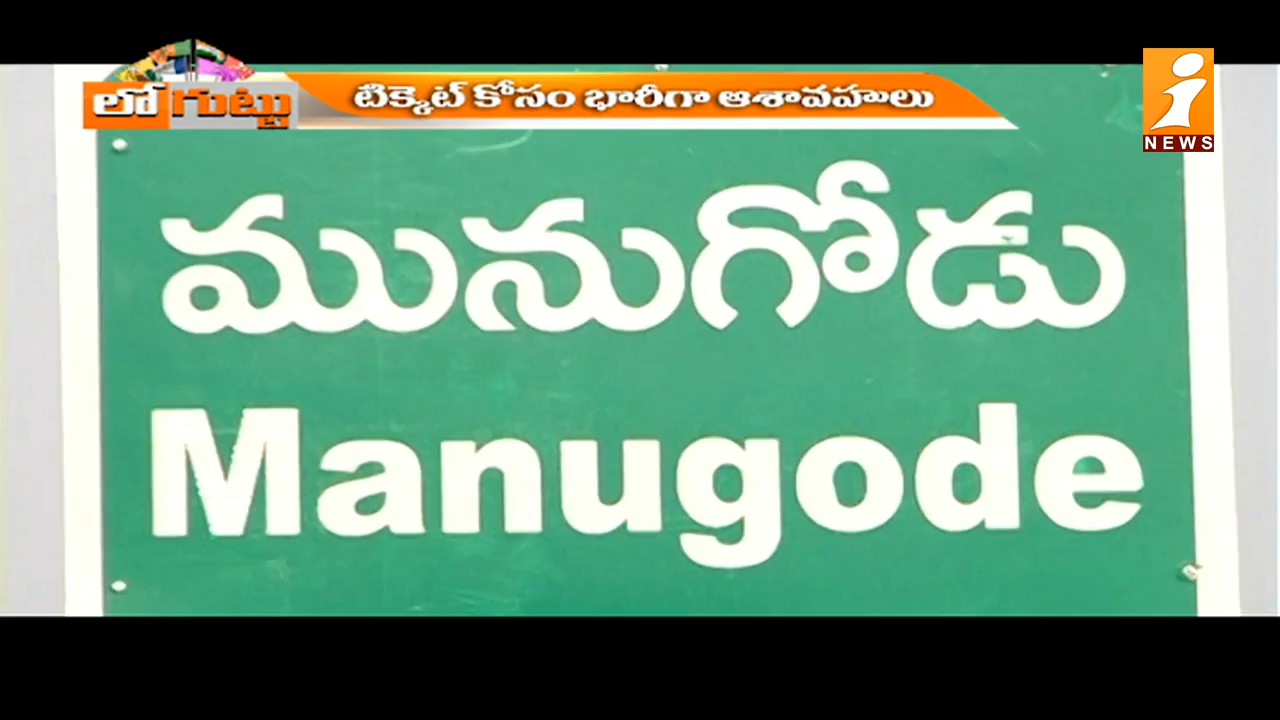 లోగుట్టు
టికెట్ కోసం భారీగా ఆశావహులు
i
NEWS
మునుగోడు
Manugode